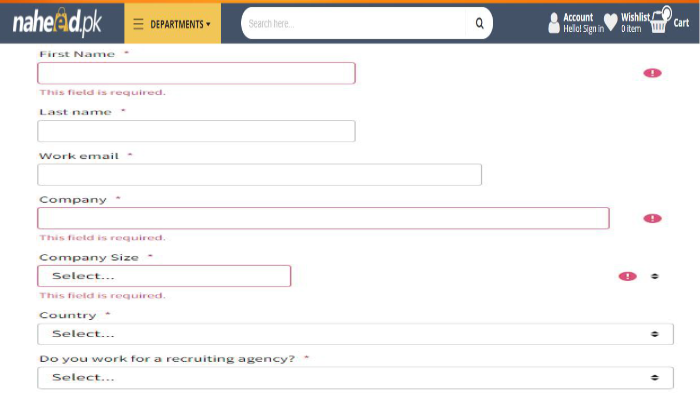 naheed.pk
DEPARTMENTS
Search here...
Account
Hello! Sign in
Wishlist
0 item
0
Cart
First Name *
This field is required.
Last name *
Work email *
Company *
This field is required.
Company Size *
Select...
This field is required.
Country *
Select...
Do you work for a recruiting agency? *
Select...